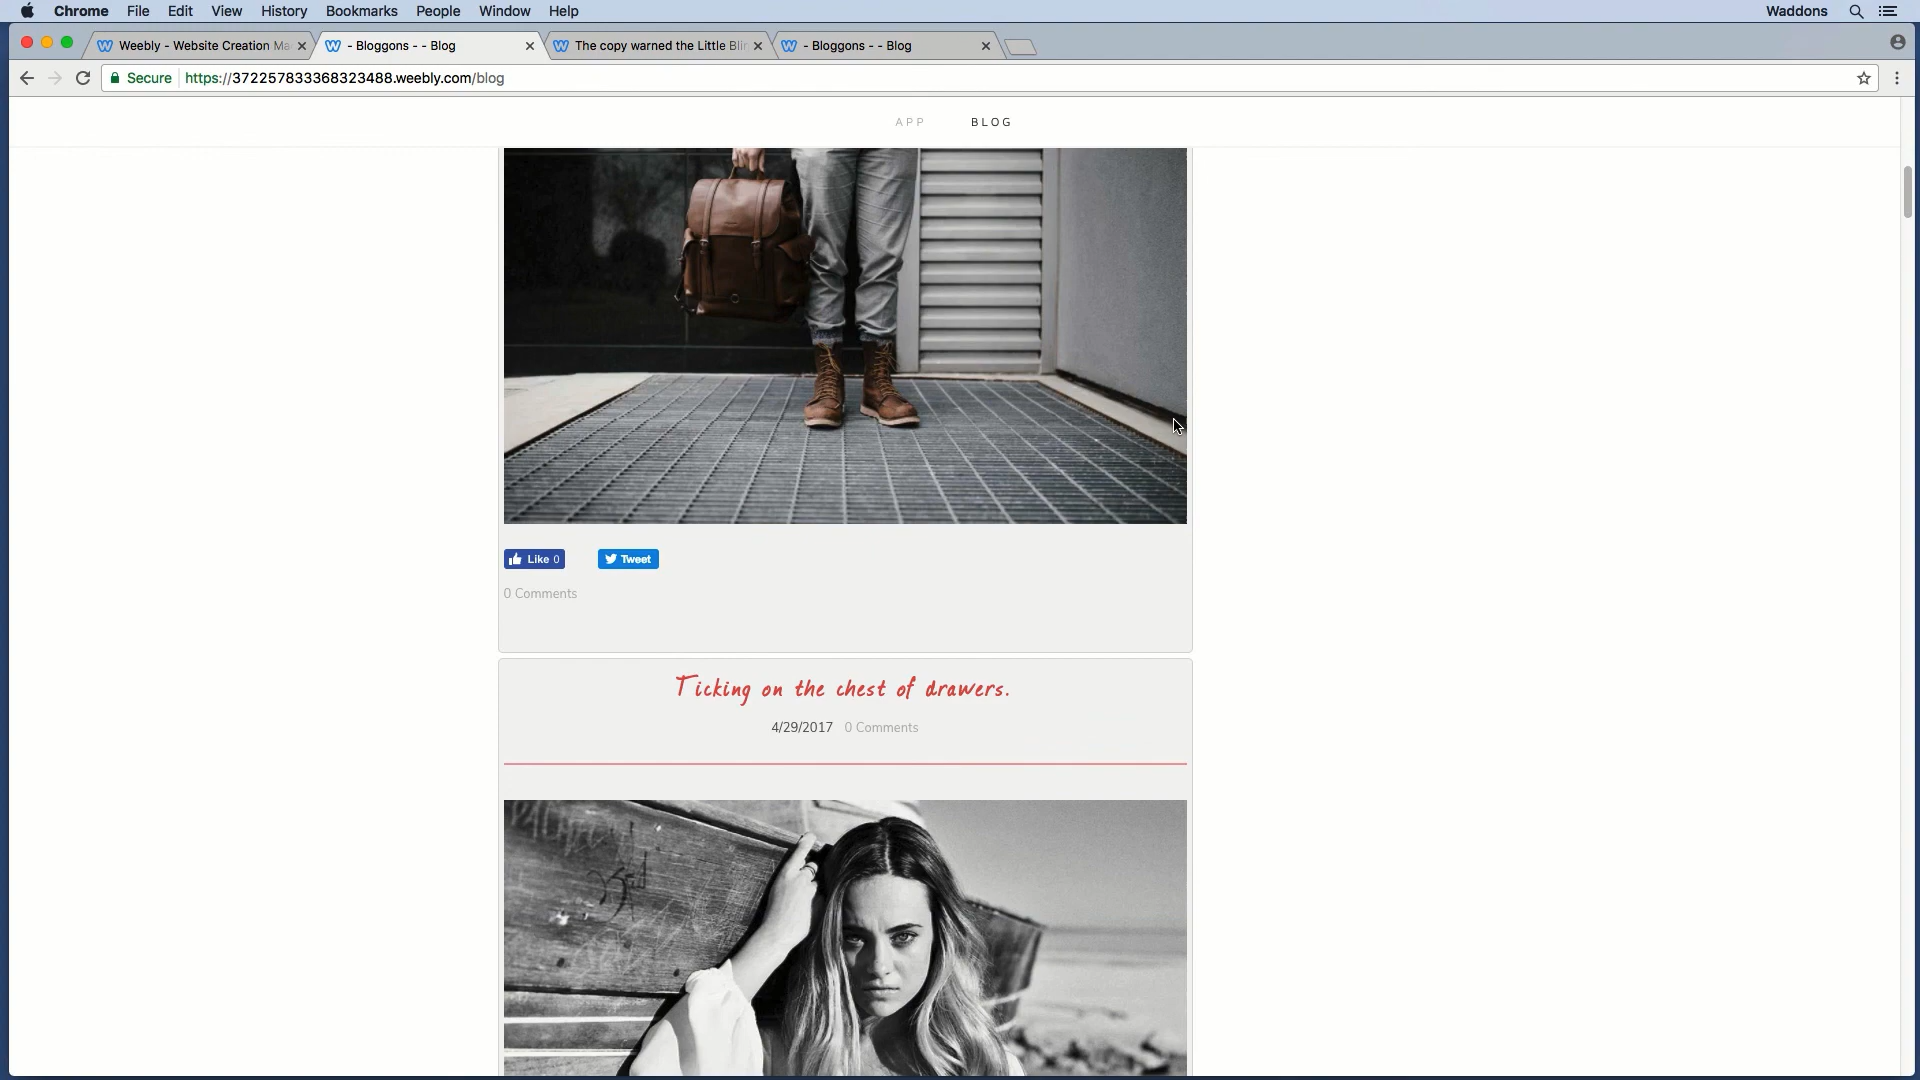 Chrome File Edit View History Bookmarks People Window Help Waddons
Weebly - Website Creation Ma
- Bloggons - - Blog
The copy warned the Little Blin
- Bloggons - - Blog
Secure https://372257833368323488.weebly.com/blog
APP BLOG
Like 0 Tweet
0 Comments
Ticking on the chest of drawers.
4/29/2017 0 Comments